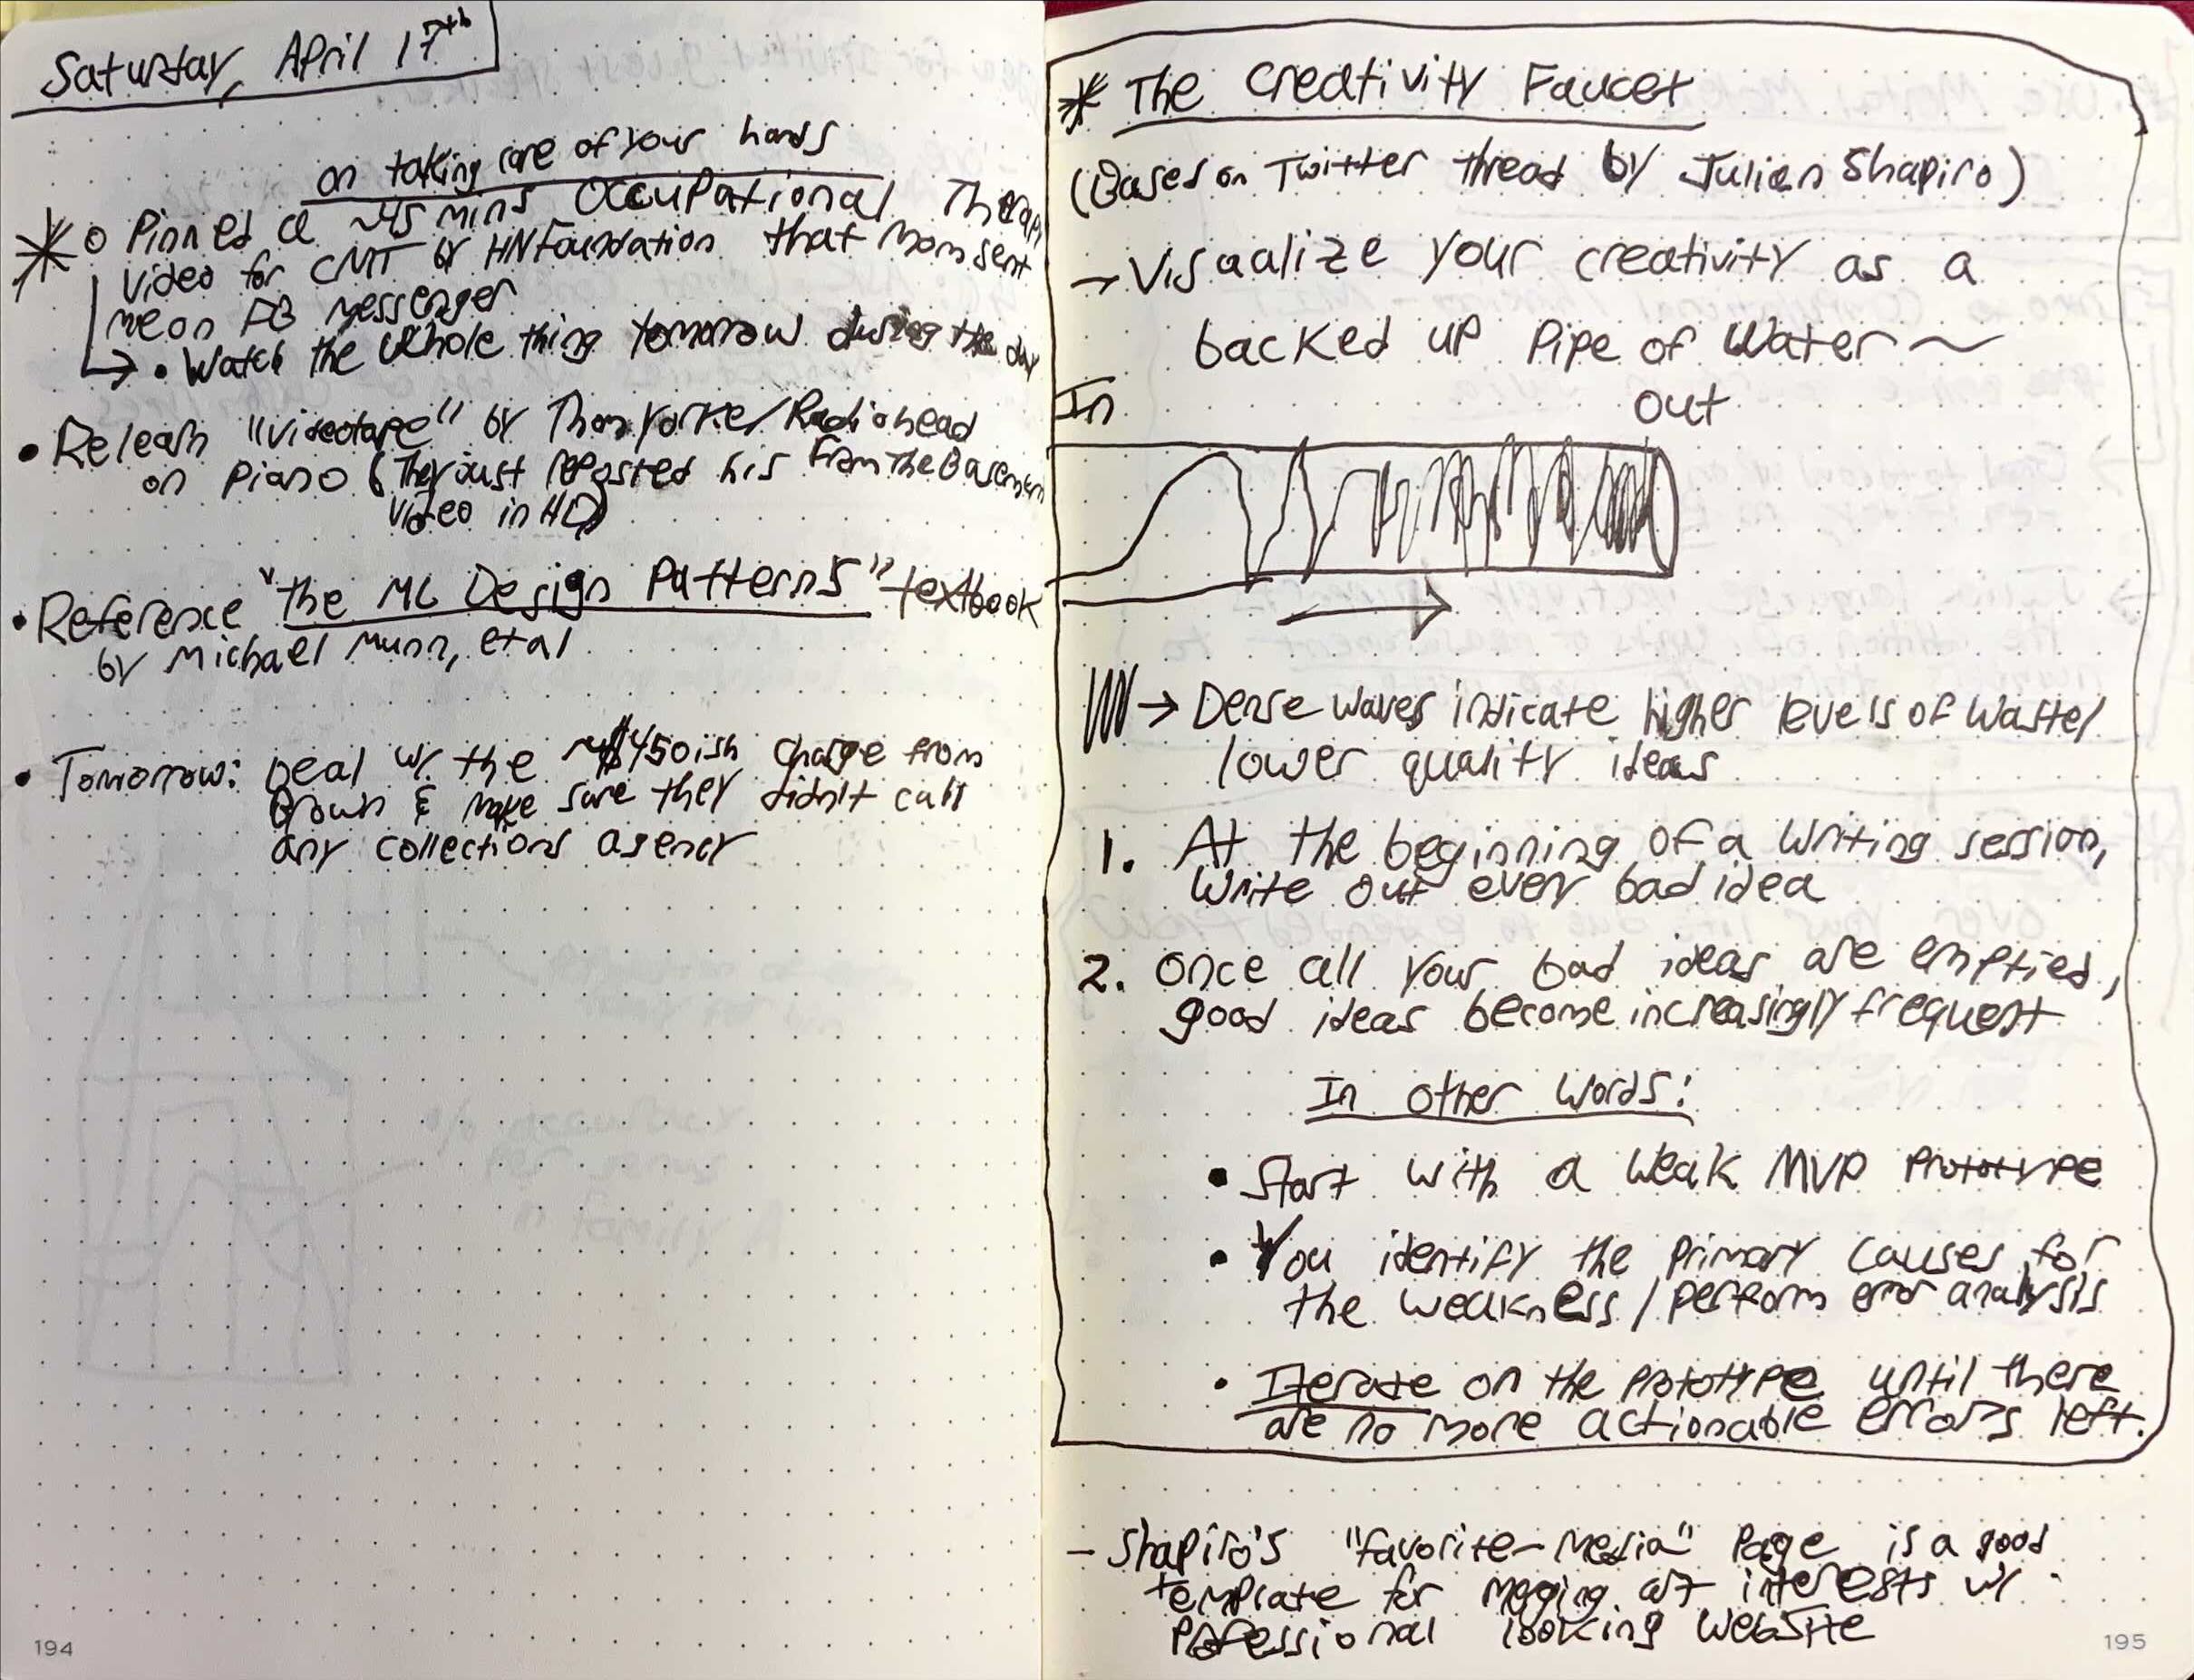 Saturday, April 17th
on taking care of your hands
* o Pinned a ~45 mins Occupational Therapy
video for CMT by HNFoundation that Mom sent
me on FB Messenger
→ • Watch the whole thing tomorrow during the day
• Relearn "videotape" by Thom Yorke/Radiohead
on piano (They just reposted his From The Basement
video in HD)
• Reference "the ML Design Patterns" textbook
by Michael Munn, et al
• Tomorrow: Deal w/ the ~$450ish charge from
Brown & make sure they didn't call
any collections agency
194
* The Creativity Faucet
(Based on Twitter thread by Julian Shapiro)
→ Visualize your creativity as a
backed up pipe of water ~
In
out
→ Dense waves indicate higher levels of waste/
lower quality ideas
1. At the beginning of a writing session,
write out every bad idea
2. once all your bad ideas are emptied,
good ideas become increasingly frequent
In other words:
• Start with a weak MVP prototype
• You identify the primary causes for
the weakness / perform error analysis
• Iterate on the prototype until there
are no more actionable errors left.
- Shapiro's "favorite-media" page is a good
template for merging art interests w/
professional looking website
195